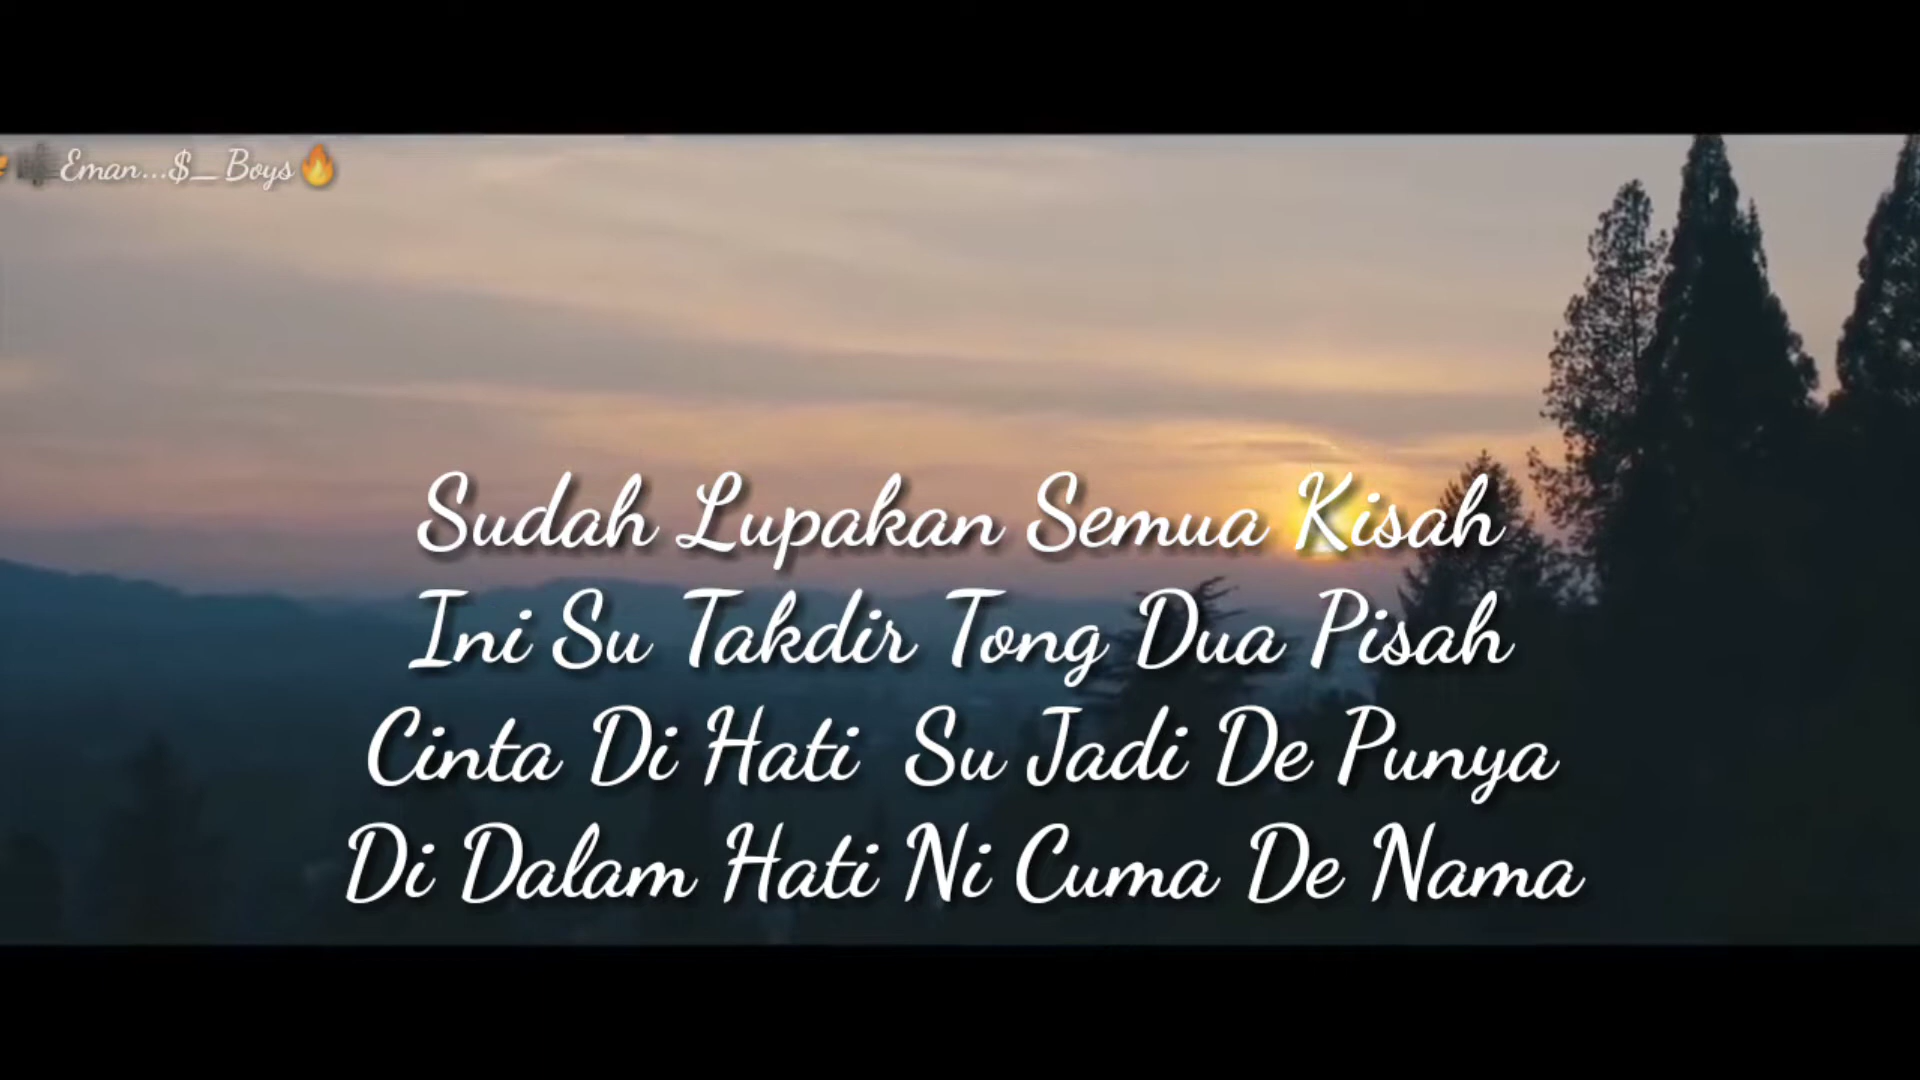 Eman...$_Boys🔥
Sudah Lupakan Semua Kisah
Ini Su Takdir Tong Dua Pisah
Cinta Di Hati Su Jadi De Punya
Di Dalam Hati Ni Cuma De Nama